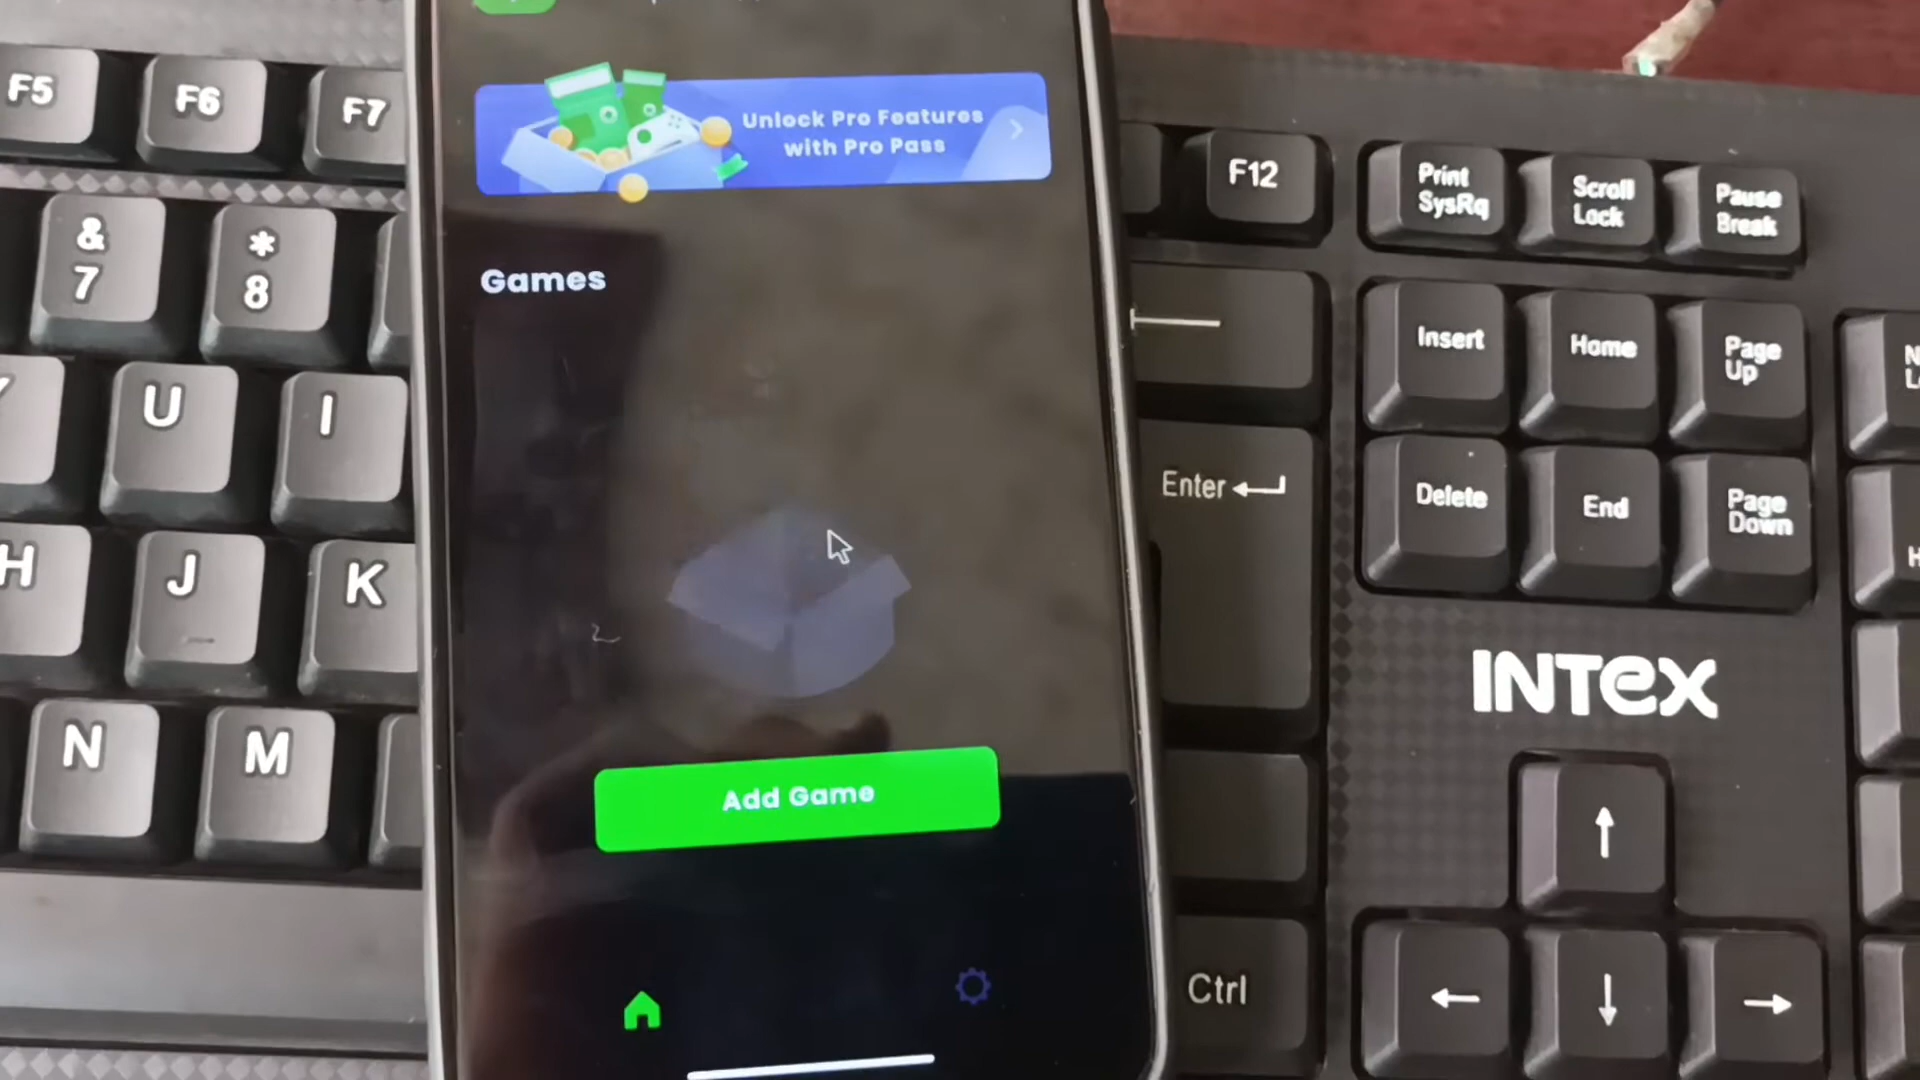 F5
F6
F7
F12
Print
SysRq
Scroll
Lock
Pause
Break
&
7
*
8
Unlock Pro Features
with Pro Pass
Games
Insert
Home
Page
Up
U
I
Enter
Delete
End
Page
Down
H
J
K
INTEX
N
M
Add Game
Ctrl